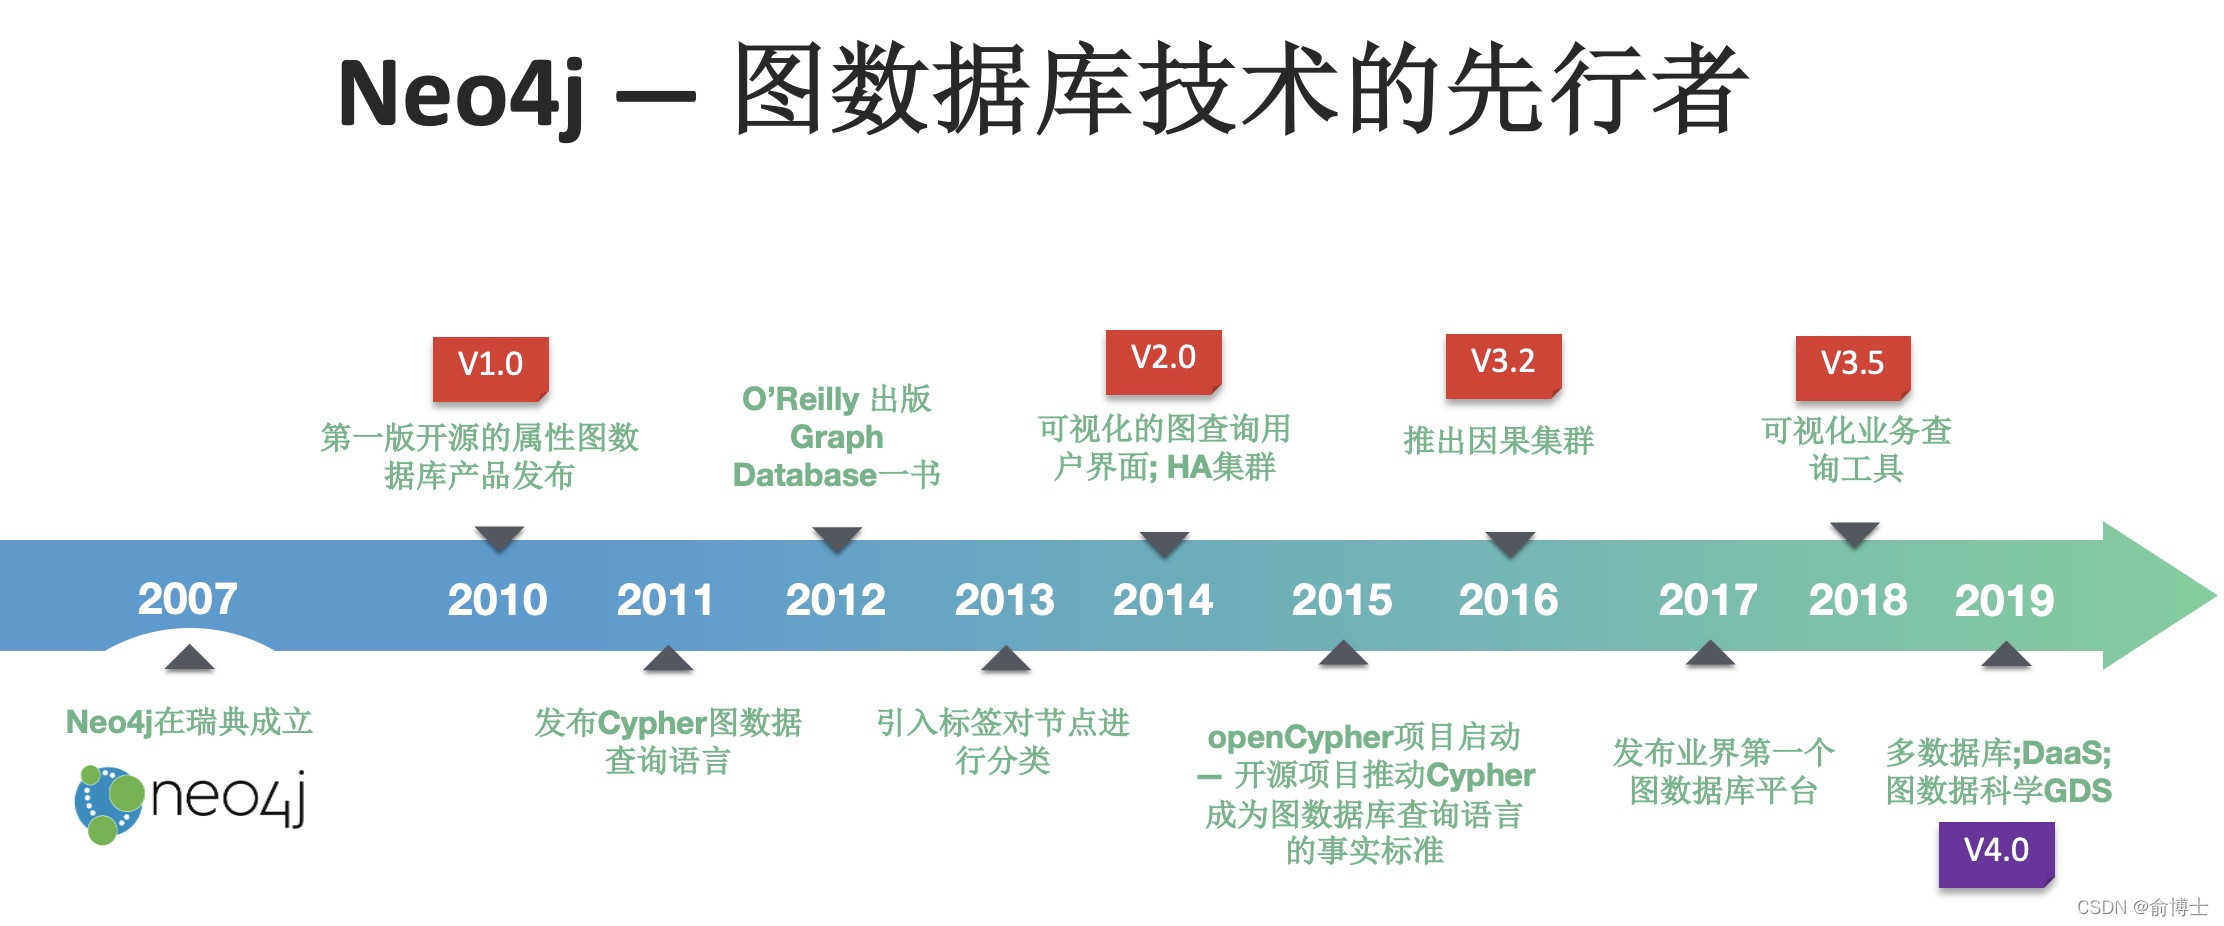 Neo4j — 图数据库技术的先行者
V1.0
第一版开源的属性图数
据库产品发布
O’Reilly 出版
Graph
Database一书
V2.0
可视化的图查询用
户界面; HA集群
V3.2
推出因果集群
V3.5
可视化业务查
询工具
2007 2010 2011 2012 2013 2014 2015 2016 2017 2018 2019
Neo4j在瑞典成立
neo4j
发布Cypher图数据
查询语言
引入标签对节点进
行分类
openCypher项目启动
— 开源项目推动Cypher
成为图数据库查询语言
的事实标准
发布业界第一个
图数据库平台
多数据库;DaaS;
图数据科学GDS
V4.0
CSDN @俞博士